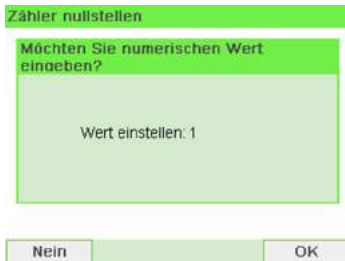 Zähler nullstellen
Möchten Sie numerischen Wert
eingeben?
Wert einstellen: 1
Nein
OK